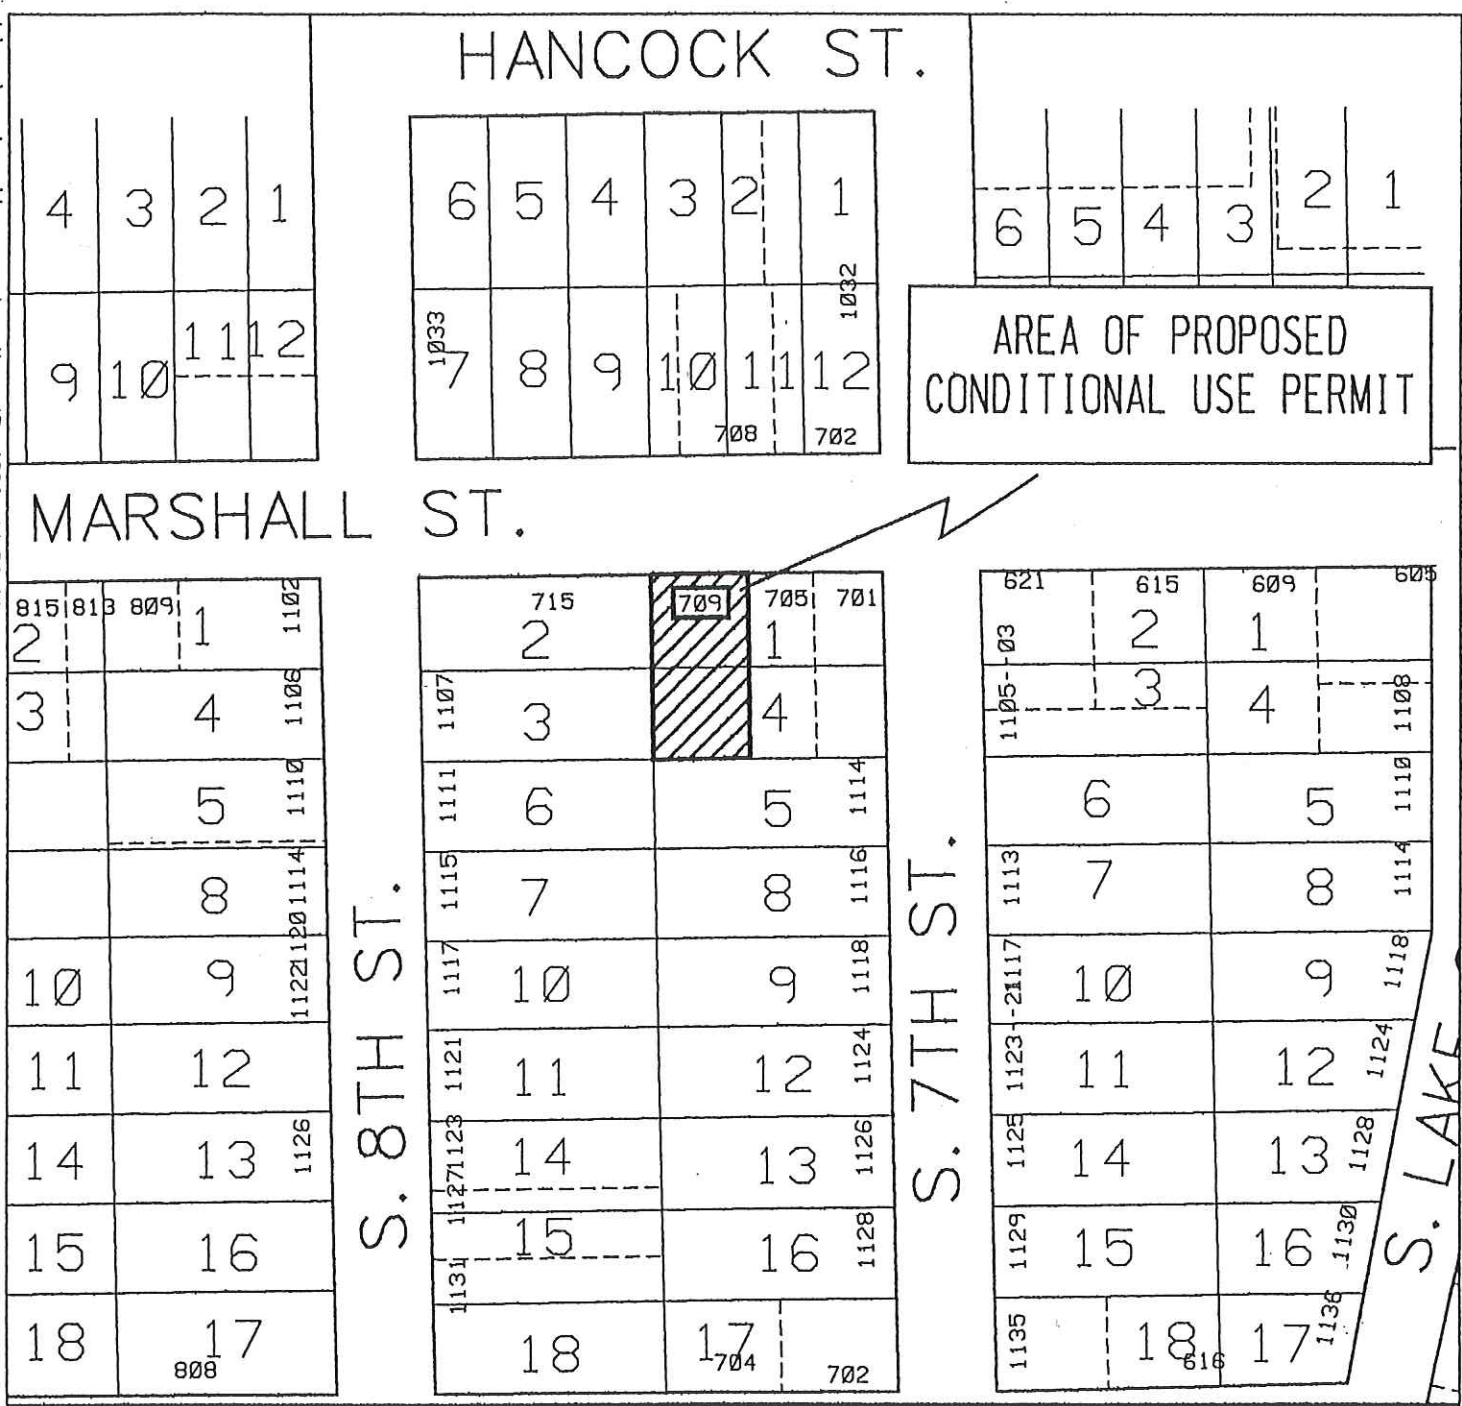 HANCOCK ST.
4 3 2 1
6 5 4 3 2 1
6 5 4 3 2 1
9 10 11 12
1033
7 8 9 10 11 12
1032
708 702
AREA OF PROPOSED
CONDITIONAL USE PERMIT
MARSHALL ST.
815 813 809 1102
2 1
3 4 1106
5 1110
8 1114
1120
10 9 1122
11 12
14 13 1126
15 16
18 17
808
S. 8TH ST.
715 709 705 701
2 1
1107 3 4
1111 6 5 1114
1115 7 8 1116
1117 10 9 1118
1121 11 12 1124
1123 14 13 1126
1127
15 16 1128
1131
18 17
704 702
S. 7TH ST.
621 615 609 605
2 1
1105-03 3 4 1108
6 5 1110
1113 7 8 1114
1117 10 9 1118
1123--21
11 12 1124
1125 14 13 1128
1129 15 16 1130
1135 18 17 1136
616
S. LAKE